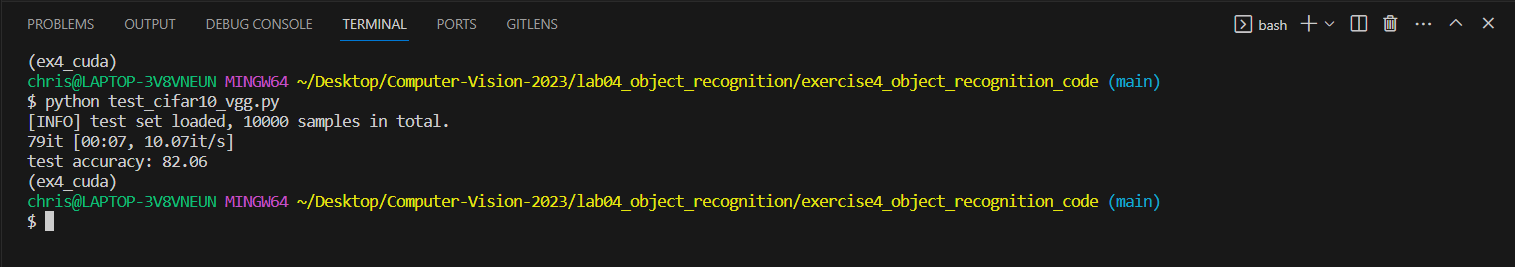 PROBLEMS OUTPUT DEBUG CONSOLE TERMINAL PORTS GITLENS bash
(ex4_cuda)
chris@LAPTOP-3V8VNEUN MINGW64 ~/Desktop/Computer-Vision-2023/lab04_object_recognition/exercise4_object_recognition_code (main)
$ python test_cifar10_vgg.py
[INFO] test set loaded, 10000 samples in total.
79it [00:07, 10.07it/s]
test accuracy: 82.06
(ex4_cuda)
chris@LAPTOP-3V8VNEUN MINGW64 ~/Desktop/Computer-Vision-2023/lab04_object_recognition/exercise4_object_recognition_code (main)
$